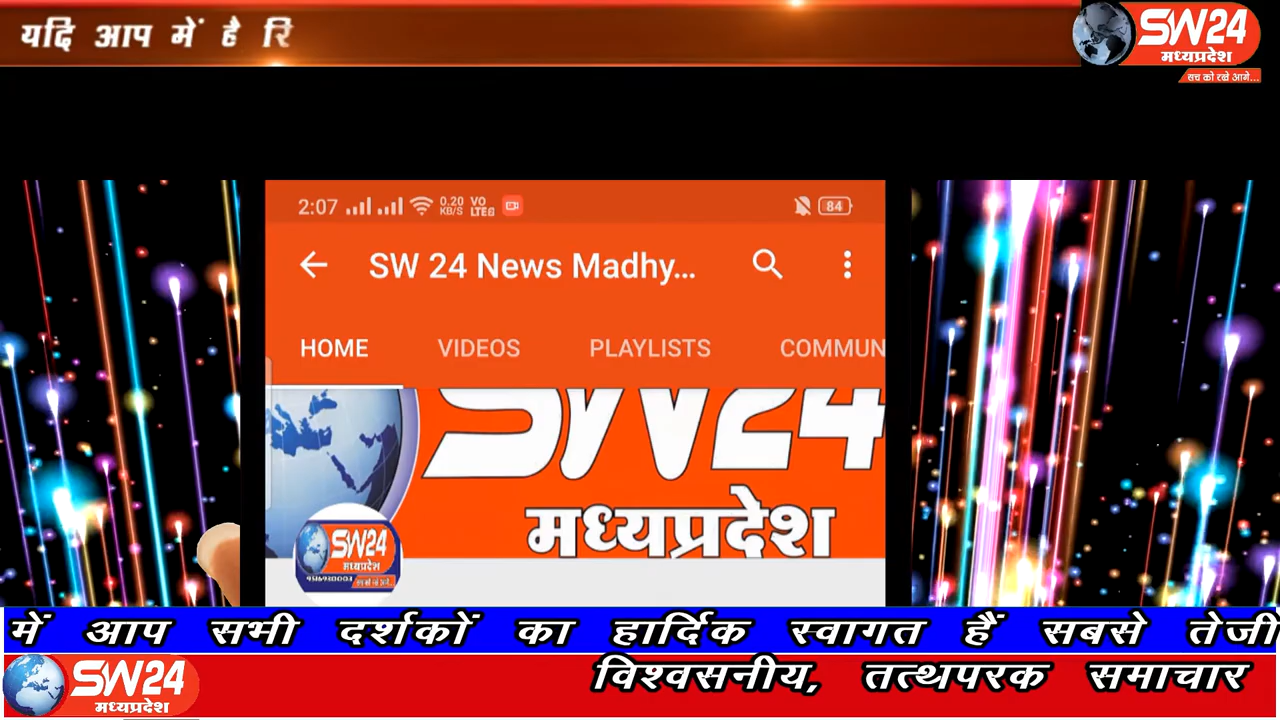 यदि आप में है रि
SW24
मध्यप्रदेश
सच को रखे आगे...
2:07 0.20 KB/S VO LTE 84
SW 24 News Madhy...
HOME VIDEOS PLAYLISTS COMMUN
SW24
मध्यप्रदेश
SW24
मध्यप्रदेश
में आप सभी दर्शकों का हार्दिक स्वागत हैं सबसे तेजी
विश्वसनीय, तत्थपरक समाचार
SW24
मध्यप्रदेश